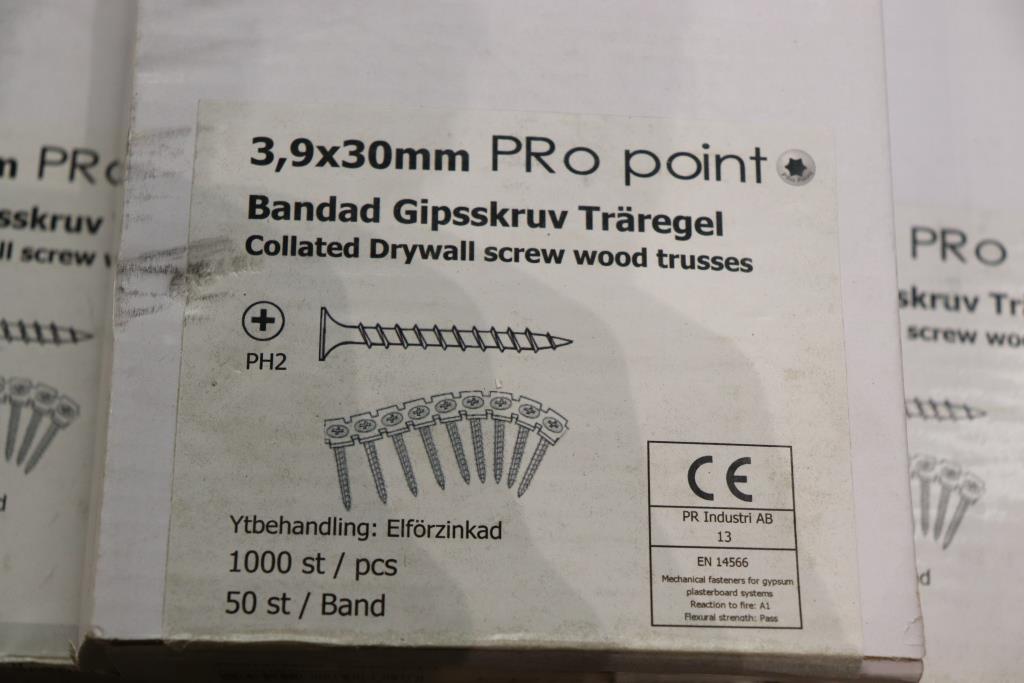 3,9x30mm PRo point
Bandad Gipsskruv Träregel
Collated Drywall screw wood trusses
PH2
Ytbehandling: Elförzinkad
1000 st / pcs
50 st / Band
CE
PR Industri AB
13
EN 14566
Mechanical fasteners for gypsum
plasterboard systems
Reaction to fire: A1
Flexural strength: Pass
m PRo
sskruv
ll screw
d
PRo
skruv Tr
screw woo
d